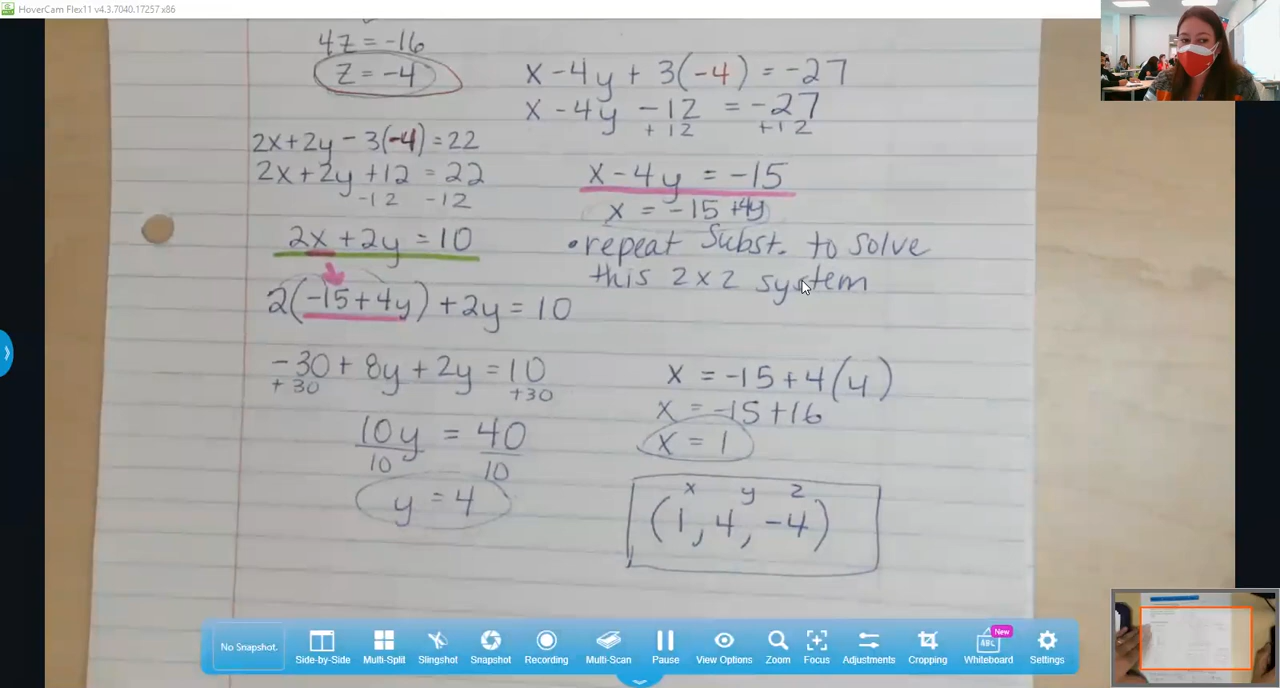 HoverCam Flex11 v4.3.7040.17257 x86
4z = -16
z = -4
x - 4y + 3(-4) = -27
x - 4y - 12 = -27
+12 +12
2x + 2y - 3(-4) = 22
2x + 2y + 12 = 22
-12 -12
x - 4y = -15
x = -15 + 4y
2x + 2y = 10
• repeat Subst. to solve
this 2x2 system
2(-15 + 4y) + 2y = 10
-30 + 8y + 2y = 10
+30 +30
10y = 40
10 10
y = 4
x = -15 + 4(4)
x = -15 + 16
x = 1
x y z
(1, 4, -4)
No Snapshot.
Side-by-Side Multi-Split Slingshot Snapshot Recording Multi-Scan Pause View Options Zoom Focus Adjustments Cropping Whiteboard Settings
New
ABC